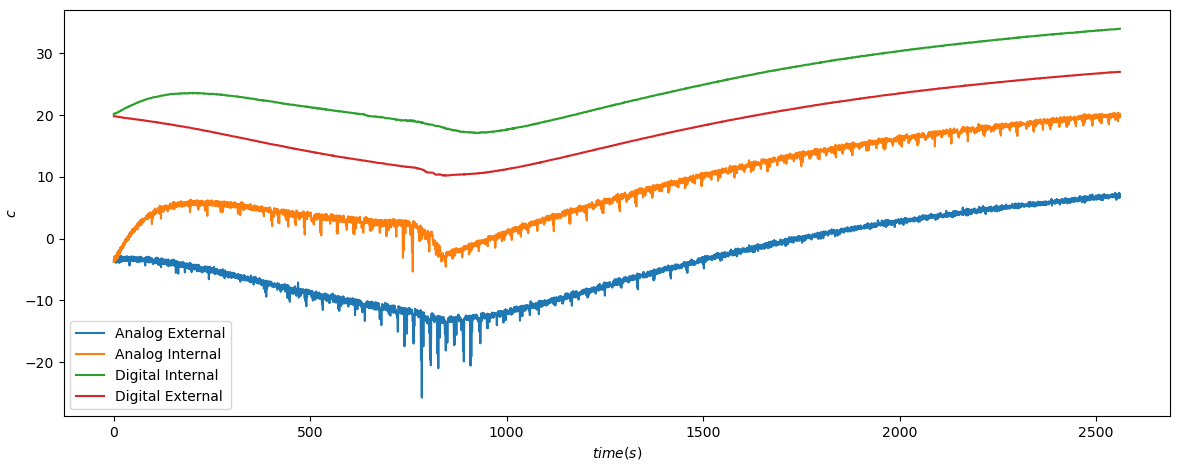 30
20
10
0
−10
−20
c
0
500
1000
1500
2000
2500
time(s)
Analog External
Analog Internal
Digital Internal
Digital External